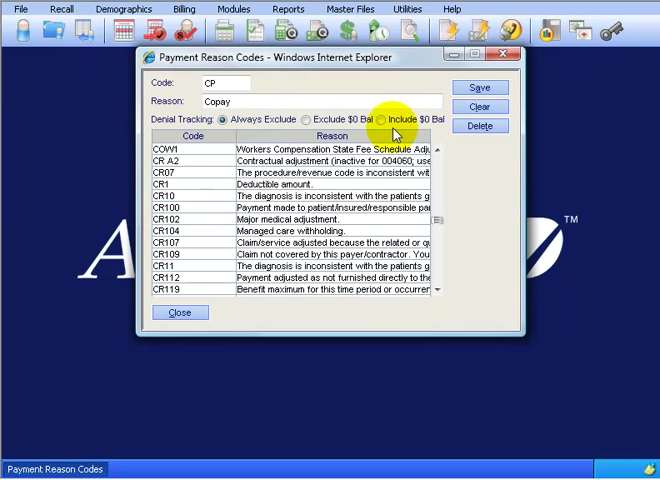 File Recall Demographics Billing Modules Reports Master Files Utilities Help
Payment Reason Codes - Windows Internet Explorer
Code: CP Save
Reason: Copay Clear
Denial Tracking: Always Exclude Exclude $0 Bal Include $0 Bal Delete
Code Reason
COW1 Workers Compensation State Fee Schedule Adju
CR A2 Contractual adjustment (inactive for 004060; use
CR07 The procedure/revenue code is inconsistent wit
CR1 Deductible amount.
CR10 The diagnosis is inconsistent with the patients g
CR100 Payment made to patient/insured/responsible par
CR102 Major medical adjustment.
CR104 Managed care withholding.
CR107 Claim/service adjusted because the related or qu
CR109 Claim not covered by this payer/contractor. You
CR11 The diagnosis is inconsistent with the patients g
CR112 Payment adjusted as not furnished directly to the
CR119 Benefit maximum for this time period or occurren
Close
A
TM
Payment Reason Codes